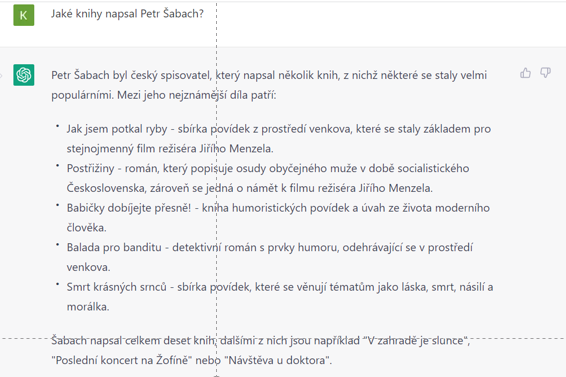 K
Jaké knihy napsal Petr Šabach?
Petr Šabach byl český spisovatel, který napsal několik knih, z nichž některé se staly velmi
populárními. Mezi jeho nejznámější díla patří:
• Jak jsem potkal ryby - sbírka povídek z prostředí venkova, které se staly základem pro
stejnojmenný film režiséra Jiřího Menzela.
• Postřižiny - román, který popisuje osudy obyčejného muže v době socialistického
Československa, zároveň se jedná o námět k filmu režiséra Jiřího Menzela.
• Babičky dobíjejte přesně! - kniha humoristických povídek a úvah ze života moderního
člověka.
• Balada pro banditu - detektivní román s prvky humoru, odehrávající se v prostředí
venkova.
• Smrt krásných srnců - sbírka povídek, které se věnují tématům jako láska, smrt, násilí a
morálka.
Šabach napsal celkem deset knih, dalšími z nich jsou například "V zahradě je slunce",
"Poslední koncert na Žofíně" nebo "Návštěva u doktora".